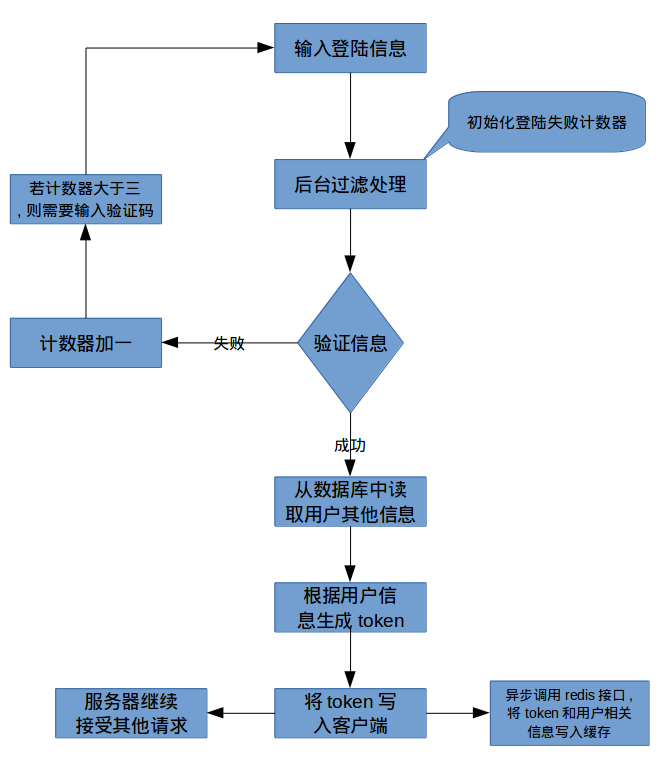 输入登陆信息
初始化登陆失败计数器
后台过滤处理
若计数器大于三
, 则需要输入验证码
计数器加一
失败
验证信息
成功
从数据库中读
取用户其他信息
根据用户信
息生成 token
服务器继续
接受其他请求
将 token 写
入客户端
异步调用 redis 接口 ,
将 token 和用户相关
信息写入缓存